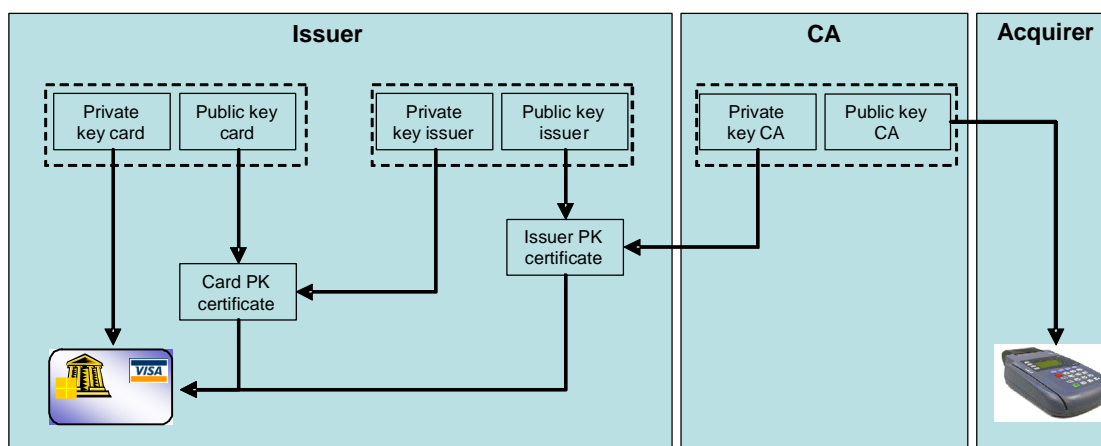 Issuer
CA
Acquirer
Private
key card
Public key
card
Private
key issuer
Public key
issuer
Private
key CA
Public key
CA
Issuer PK
certificate
Card PK
certificate
VISA